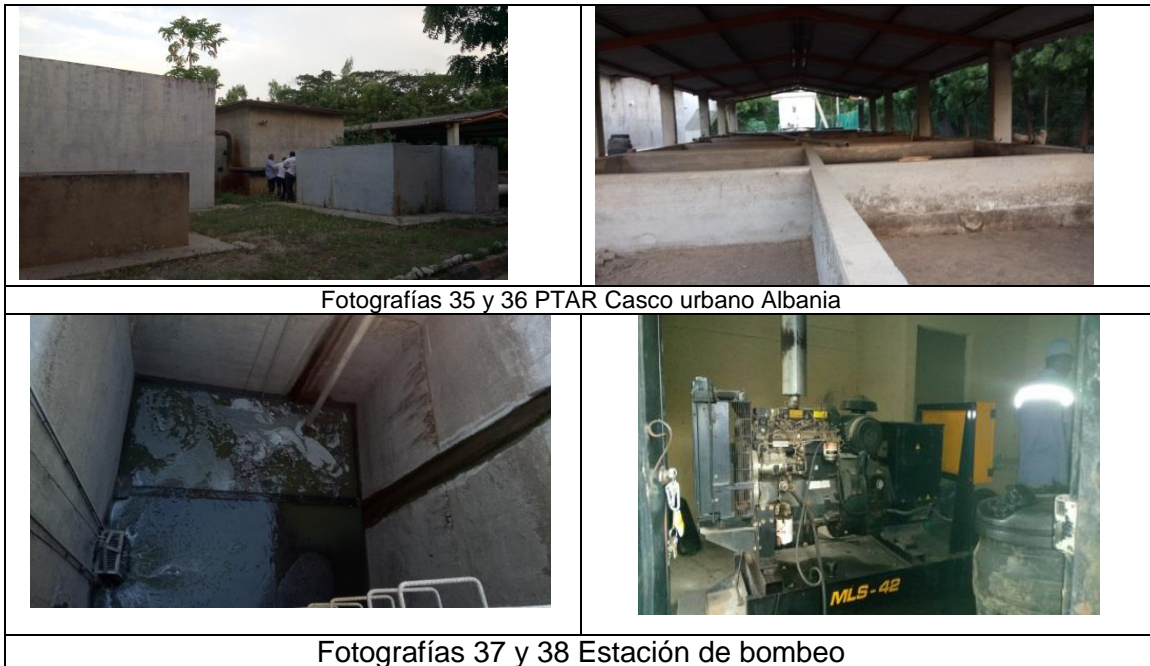 Fotografías 35 y 36 PTAR Casco urbano Albania
MLS-42
Fotografías 37 y 38 Estación de bombeo